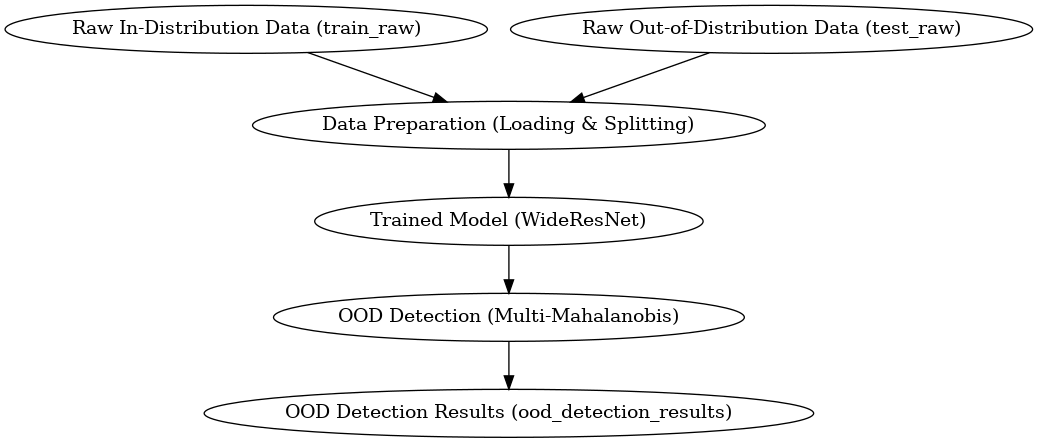 Raw In-Distribution Data (train_raw)
Raw Out-of-Distribution Data (test_raw)
Data Preparation (Loading & Splitting)
Trained Model (WideResNet)
OOD Detection (Multi-Mahalanobis)
OOD Detection Results (ood_detection_results)